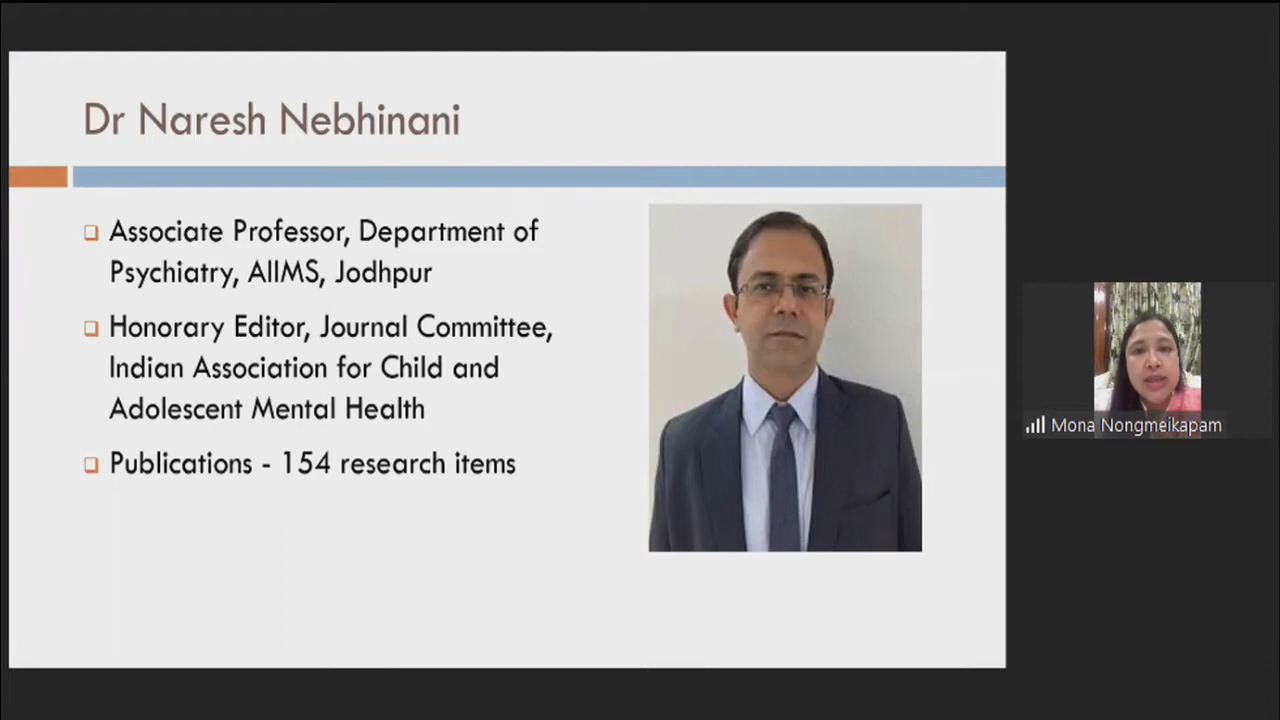 Dr Naresh Nebhinani
Associate Professor, Department of
Psychiatry, AIIMS, Jodhpur
Honorary Editor, Journal Committee,
Indian Association for Child and
Adolescent Mental Health
Publications - 154 research items
Mona Nongmeikapam